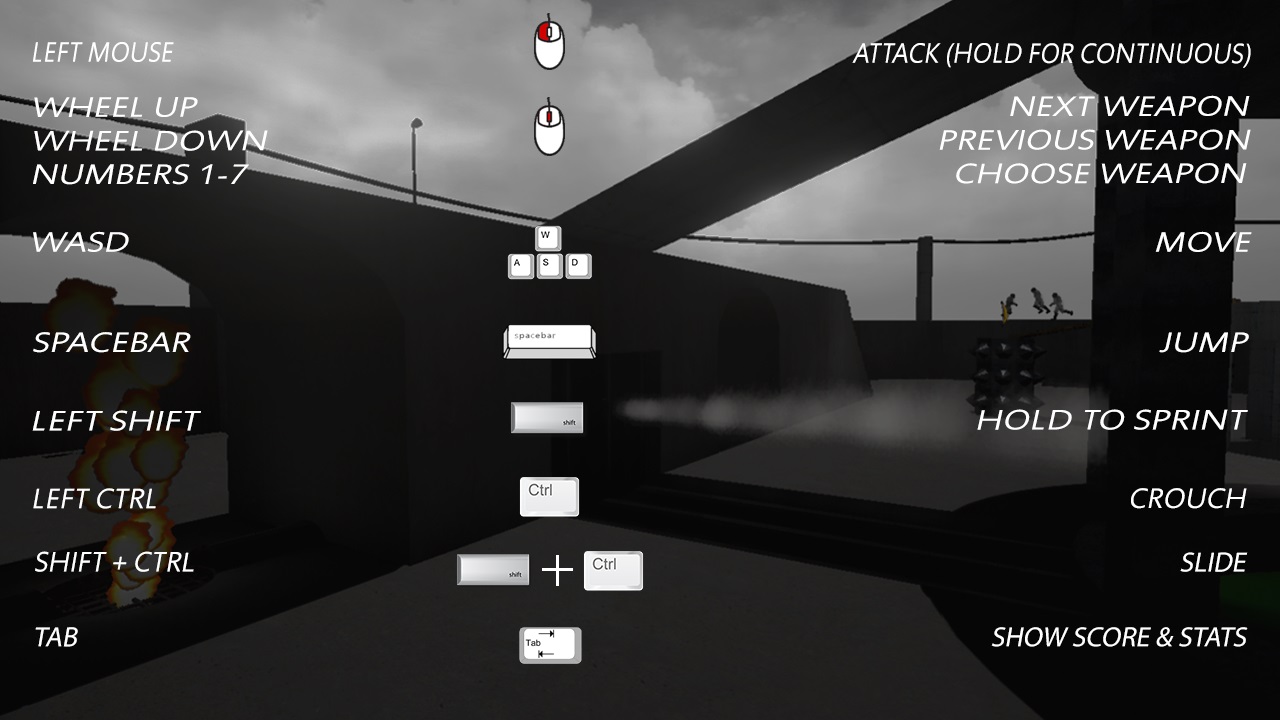 LEFT MOUSE
ATTACK (HOLD FOR CONTINUOUS)
WHEEL UP
NEXT WEAPON
WHEEL DOWN
PREVIOUS WEAPON
NUMBERS 1-7
CHOOSE WEAPON
WASD
W
A S D
MOVE
SPACEBAR
spacebar
JUMP
LEFT SHIFT
shift
HOLD TO SPRINT
LEFT CTRL
Ctrl
CROUCH
SHIFT + CTRL
shift + Ctrl
SLIDE
TAB
Tab
SHOW SCORE & STATS